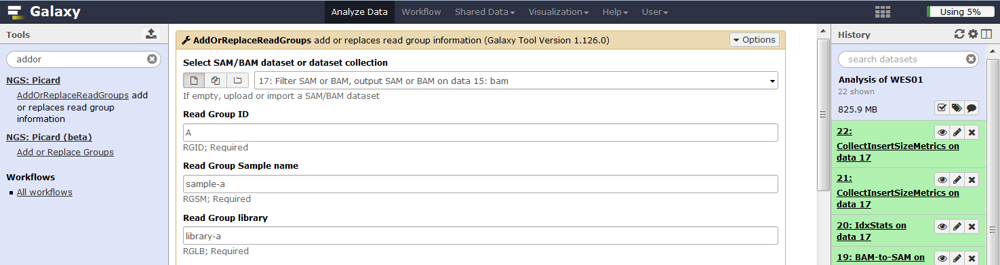 Galaxy
Analyze Data Workflow Shared Data Visualization Help User
Using 5%
Tools
addor
NGS: Picard
AddOrReplaceReadGroups add
or replaces read group
information
NGS: Picard (beta)
Add or Replace Groups
Workflows
All workflows
AddOrReplaceReadGroups add or replaces read group information (Galaxy Tool Version 1.126.0)
Options
Select SAM/BAM dataset or dataset collection
17: Filter SAM or BAM, output SAM or BAM on data 15: bam
If empty, upload or import a SAM/BAM dataset
Read Group ID
A
RGID; Required
Read Group Sample name
sample-a
RGSM; Required
Read Group library
library-a
RGLB; Required
History
search datasets
Analysis of WES01
22 shown
825.9 MB
22:
CollectInsertSizeMetrics on
data 17
21:
CollectInsertSizeMetrics on
data 17
20: IdxStats on
data 17
19: BAM-to-SAM on